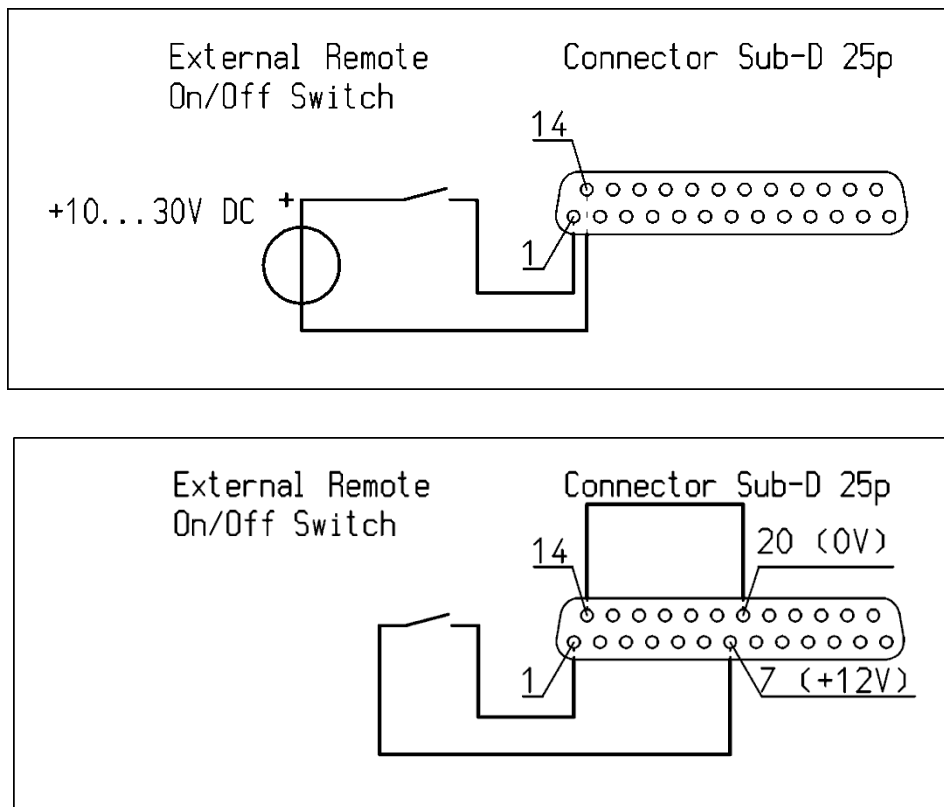 External Remote
On/Off Switch
Connector Sub-D 25p
14
+10...30V DC
+
1
External Remote
On/Off Switch
Connector Sub-D 25p
14
20 (0V)
1
7 (+12V)